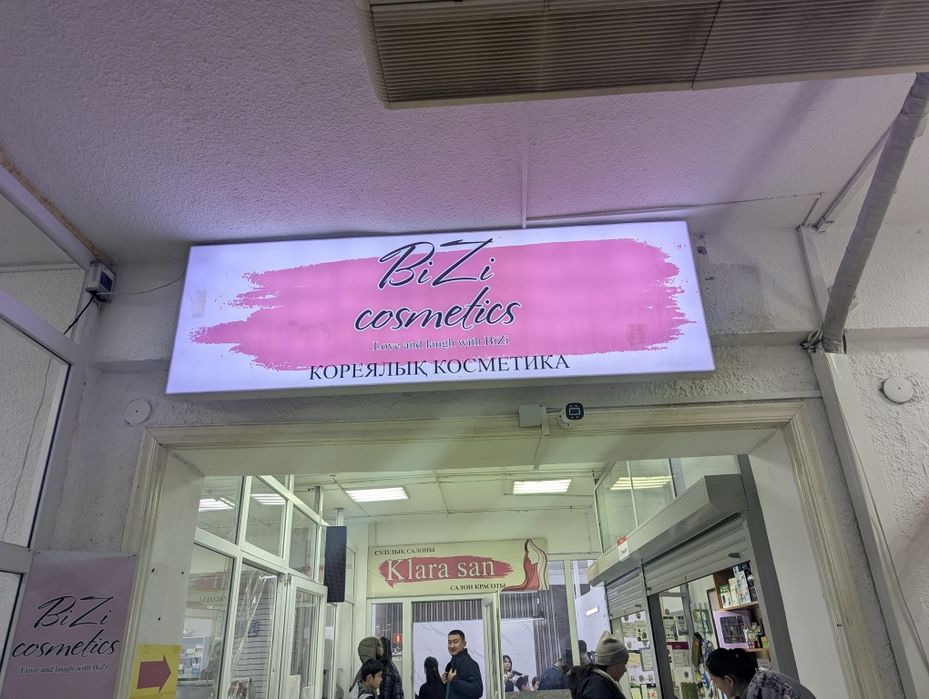 BiZi
cosmetics
Love and laugh with BiZi
КОРЕЯЛЫҚ КОСМЕТИКА
СҰЛУЛЫҚ САЛОНЫ
Klara san
САЛОН КРАСОТЫ
BiZi
cosmetics
Love and laugh with BiZi